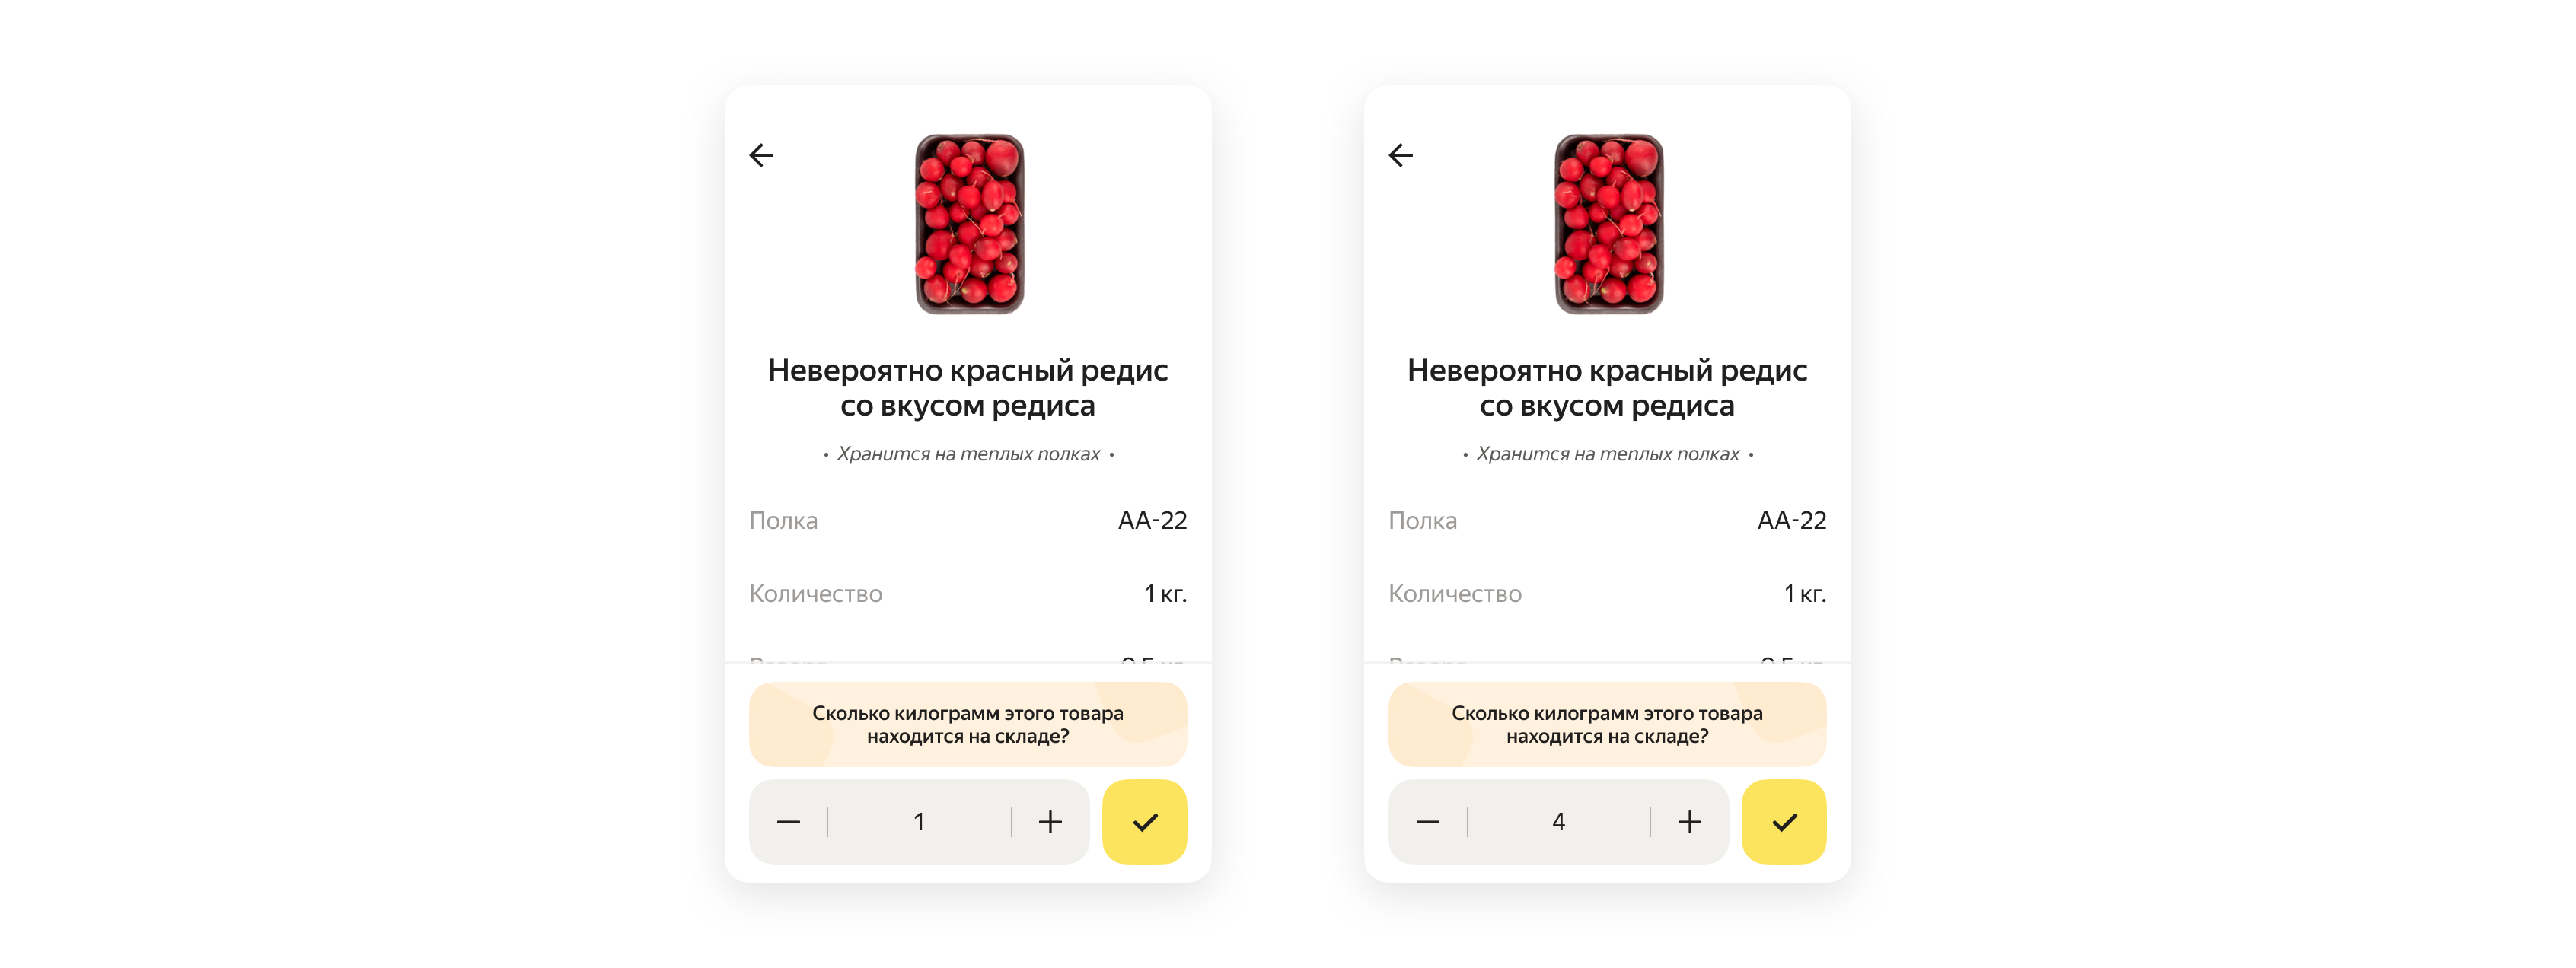 Невероятно красный редис
со вкусом редиса
• Хранится на теплых полках •
Полка АА-22
Количество 1 кг.
Сколько килограмм этого товара
находится на складе?
1
Невероятно красный редис
со вкусом редиса
• Хранится на теплых полках •
Полка АА-22
Количество 1 кг.
Сколько килограмм этого товара
находится на складе?
4